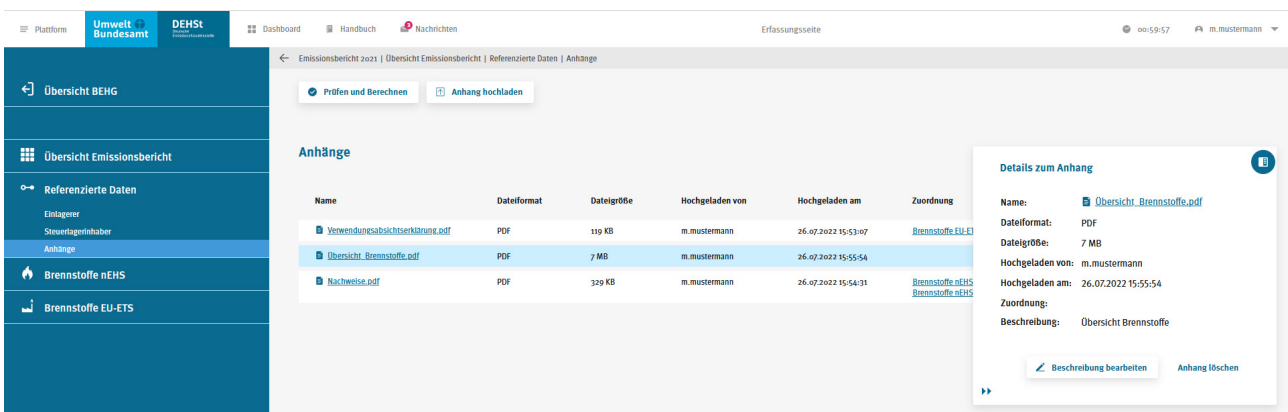 Plattform
Umwelt
Bundesamt
DEHSt
Deutsche
Emissionshandelsstelle
Dashboard
Handbuch
3
Nachrichten
Erfassungsseite
00:59:57
m.mustermann
Emissionsbericht 2021 | Übersicht Emissionsbericht | Referenzierte Daten | Anhänge
Übersicht BEHG
Übersicht Emissionsbericht
Referenzierte Daten
Einlagerer
Steuerlagerinhaber
Anhänge
Brennstoffe nEHS
Brennstoffe EU-ETS
Prüfen und Berechnen
Anhang hochladen
Anhänge
Name Dateiformat Dateigröße Hochgeladen von Hochgeladen am Zuordnung
Verwendungsabsichtserklärung.pdf PDF 119 KB m.mustermann 26.07.2022 15:53:07 Brennstoffe EU-ET
Übersicht_Brennstoffe.pdf PDF 7 MB m.mustermann 26.07.2022 15:55:54
Nachweise.pdf PDF 329 KB m.mustermann 26.07.2022 15:54:31 Brennstoffe nEHS
Brennstoffe nEHS
Details zum Anhang
Name: Übersicht_Brennstoffe.pdf
Dateiformat: PDF
Dateigröße: 7 MB
Hochgeladen von: m.mustermann
Hochgeladen am: 26.07.2022 15:55:54
Zuordnung:
Beschreibung: Übersicht Brennstoffe
Beschreibung bearbeiten
Anhang löschen